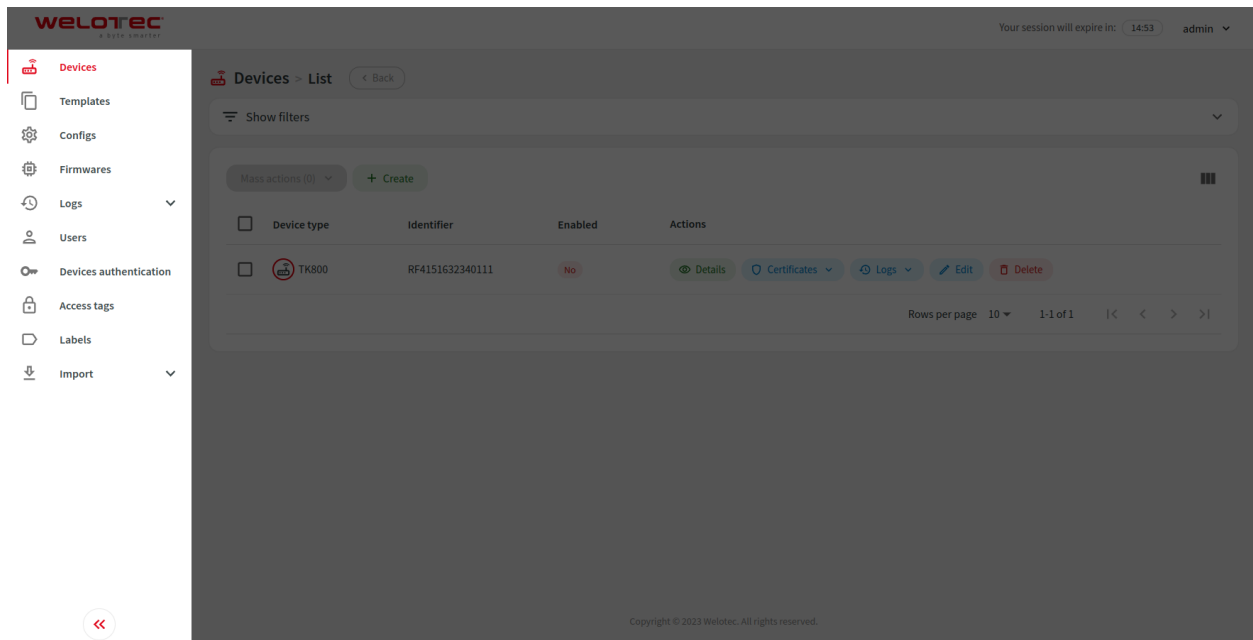 WELOTEC
a byte smarter
Your session will expire in: 14:53 admin
Devices
Templates
Configs
Firmwares
Logs
Users
Devices authentication
Access tags
Labels
Import
Devices > List Back
Show filters
Mass actions (0) + Create
Device type Identifier Enabled Actions
TK800 RF4151632340111 No Details Certificates Logs Edit Delete
Rows per page 10 1-1 of 1
Copyright © 2023 Welotec. All rights reserved.